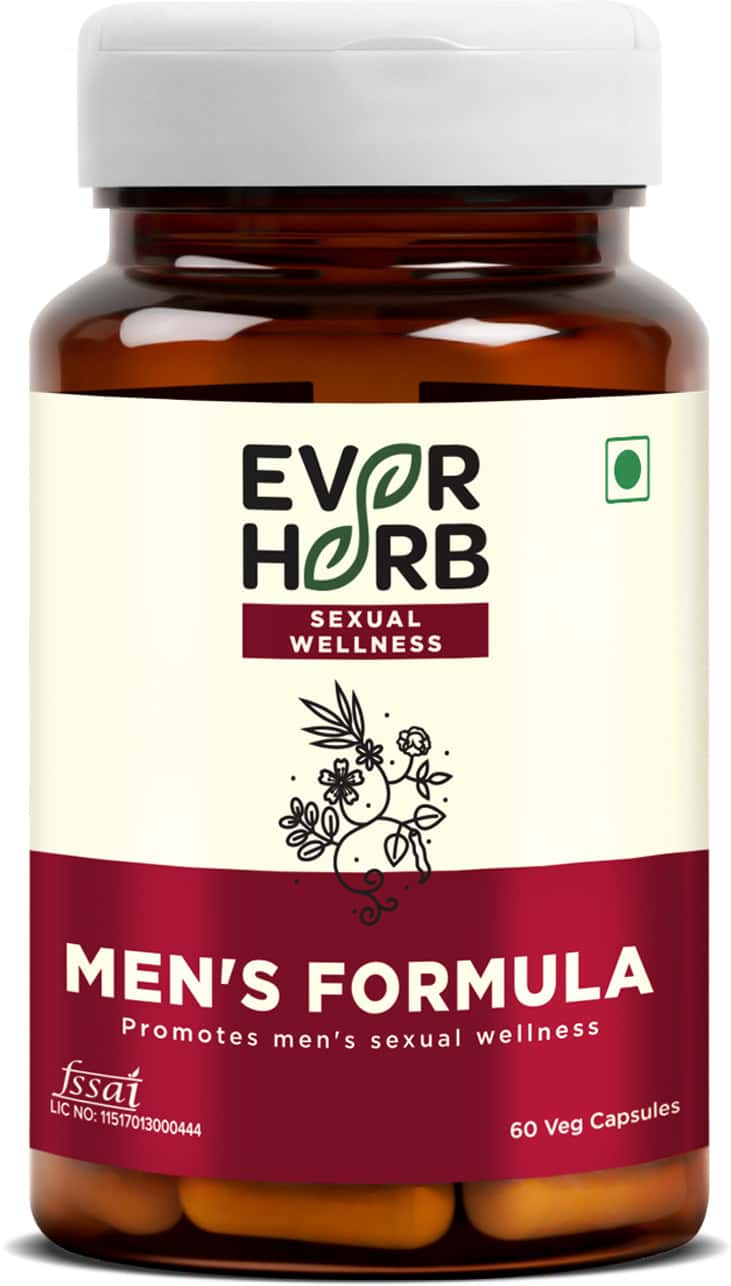 EVER
HERB
SEXUAL
WELLNESS
MEN'S FORMULA
Promotes men's sexual wellness
fssai
LIC NO: 11517013000444
60 Veg Capsules